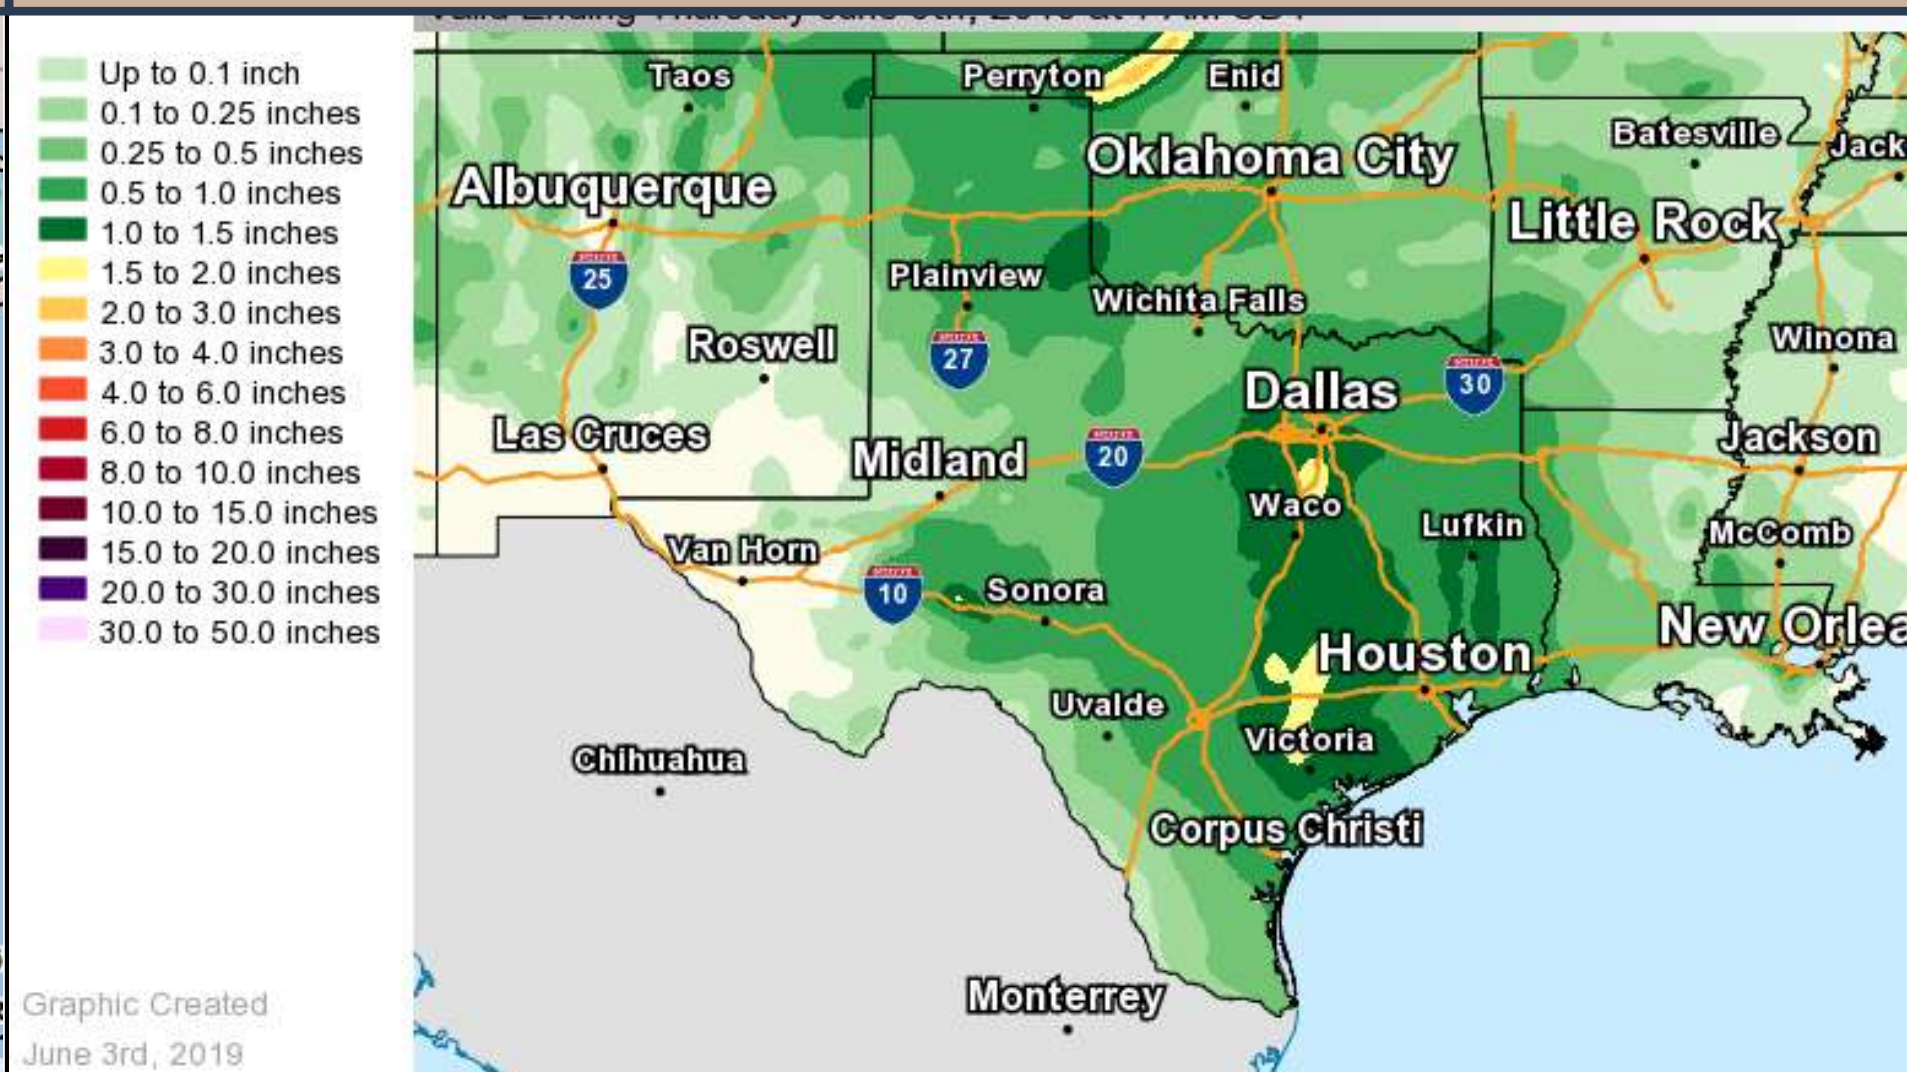 Up to 0.1 inch
0.1 to 0.25 inches
0.25 to 0.5 inches
0.5 to 1.0 inches
1.0 to 1.5 inches
1.5 to 2.0 inches
2.0 to 3.0 inches
3.0 to 4.0 inches
4.0 to 6.0 inches
6.0 to 8.0 inches
8.0 to 10.0 inches
10.0 to 15.0 inches
15.0 to 20.0 inches
20.0 to 30.0 inches
30.0 to 50.0 inches
Graphic Created
June 3rd, 2019
Taos
Perryton
Enid
Batesville
Jack
Oklahoma City
Albuquerque
Little Rock
25
Plainview
Wichita Falls
Roswell
27
Winona
30
Dallas
Las Cruces
Midland
20
Jackson
Waco
Lufkin
McComb
Van Horn
10
Sonora
New Orlea
Houston
Uvalde
Victoria
Chihuahua
Corpus Christi
Monterrey